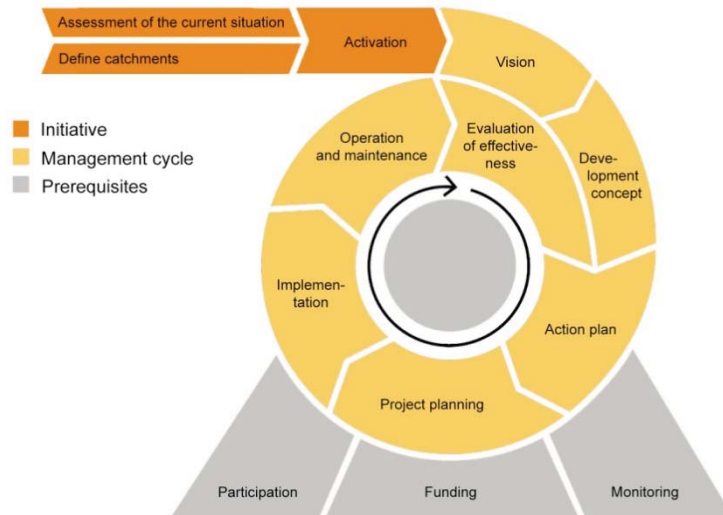 Assessment of the current situation
Define catchments
Activation
Vision
Deve-
lopment
concept
Initiative
Management cycle
Prerequisites
Operation
and maintenance
Evaluation
of effective-
ness
Implemen-
tation
Action plan
Project planning
Participation
Funding
Monitoring